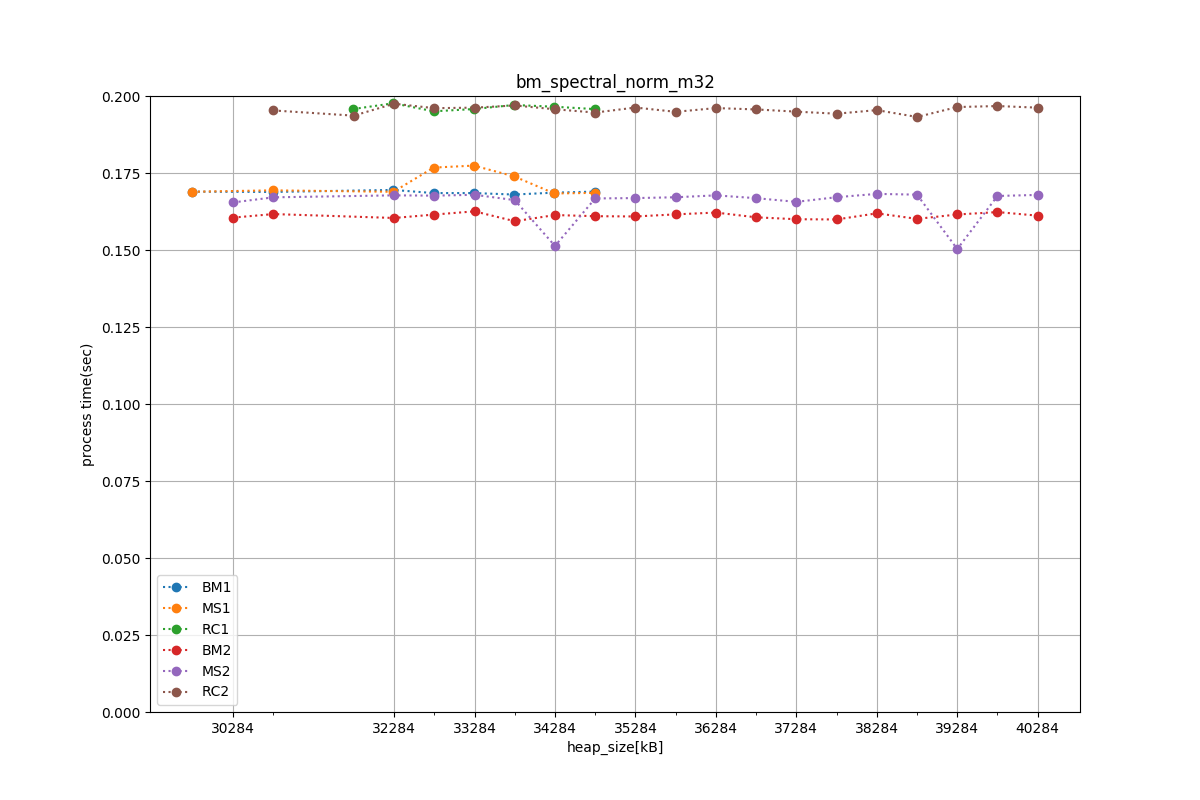 bm_spectral_norm_m32
0.200
0.175
0.150
0.125
0.100
0.075
0.050
0.025
0.000
process time(sec)
BM1
MS1
RC1
BM2
MS2
RC2
30284 32284 33284 34284 35284 36284 37284 38284 39284 40284
heap_size[kB]